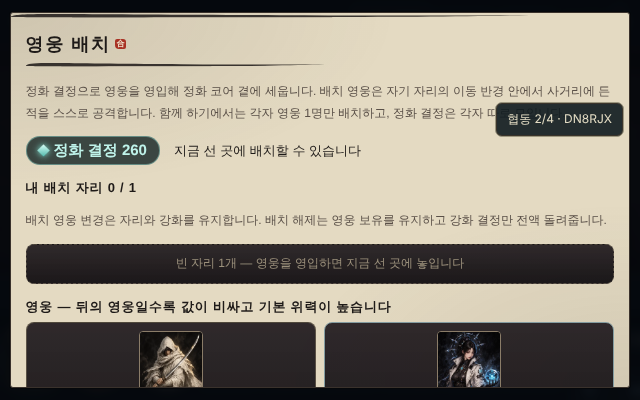 영웅 배치 合
정화 결정으로 영웅을 영입해 정화 코어 곁에 세웁니다. 배치 영웅은 자기 자리의 이동 반경 안에서 사거리에 든
적을 스스로 공격합니다. 함께 하기에서는 각자 영웅 1명만 배치하고, 정화 결정은 각자
협동 2/4 · DN8RJX
정화 결정 260
지금 선 곳에 배치할 수 있습니다
내 배치 자리 0 / 1
배치 영웅 변경은 자리와 강화를 유지합니다. 배치 해제는 영웅 보유를 유지하고 강화 결정만 전액 돌려줍니다.
빈 자리 1개 — 영웅을 영입하면 지금 선 곳에 놓입니다
영웅 — 뒤의 영웅일수록 값이 비싸고 기본 위력이 높습니다